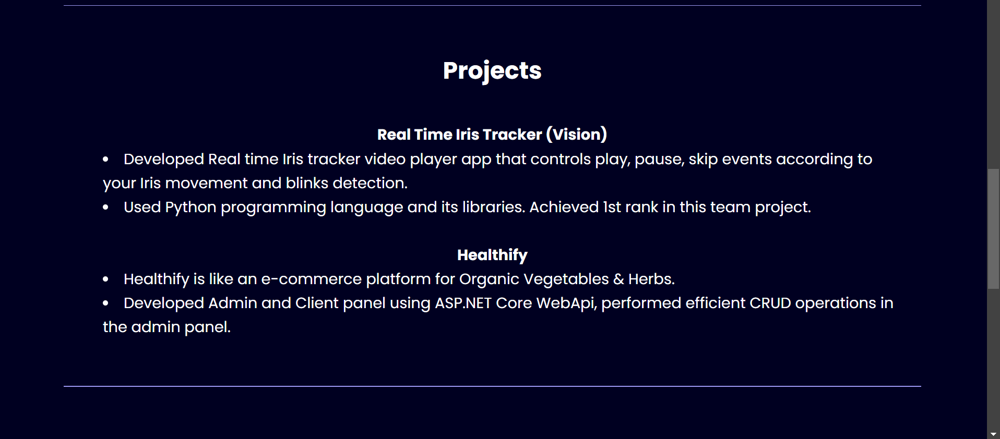 Projects
Real Time Iris Tracker (Vision)
• Developed Real time Iris tracker video player app that controls play, pause, skip events according to
your Iris movement and blinks detection.
• Used Python programming language and its libraries. Achieved 1st rank in this team project.
Healthify
• Healthify is like an e-commerce platform for Organic Vegetables & Herbs.
• Developed Admin and Client panel using ASP.NET Core WebApi, performed efficient CRUD operations in
the admin panel.